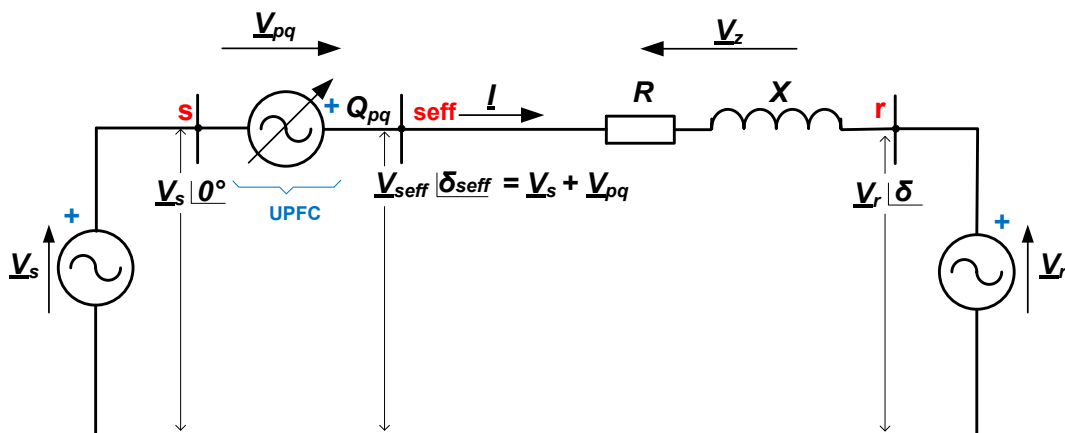 V_pq
V_z
s
+
Q_pq
seff
I
R
X
r
V_s 0°
UPFC
V_seff δ_seff = V_s + V_pq
V_r δ
+
+
V_s
V_r